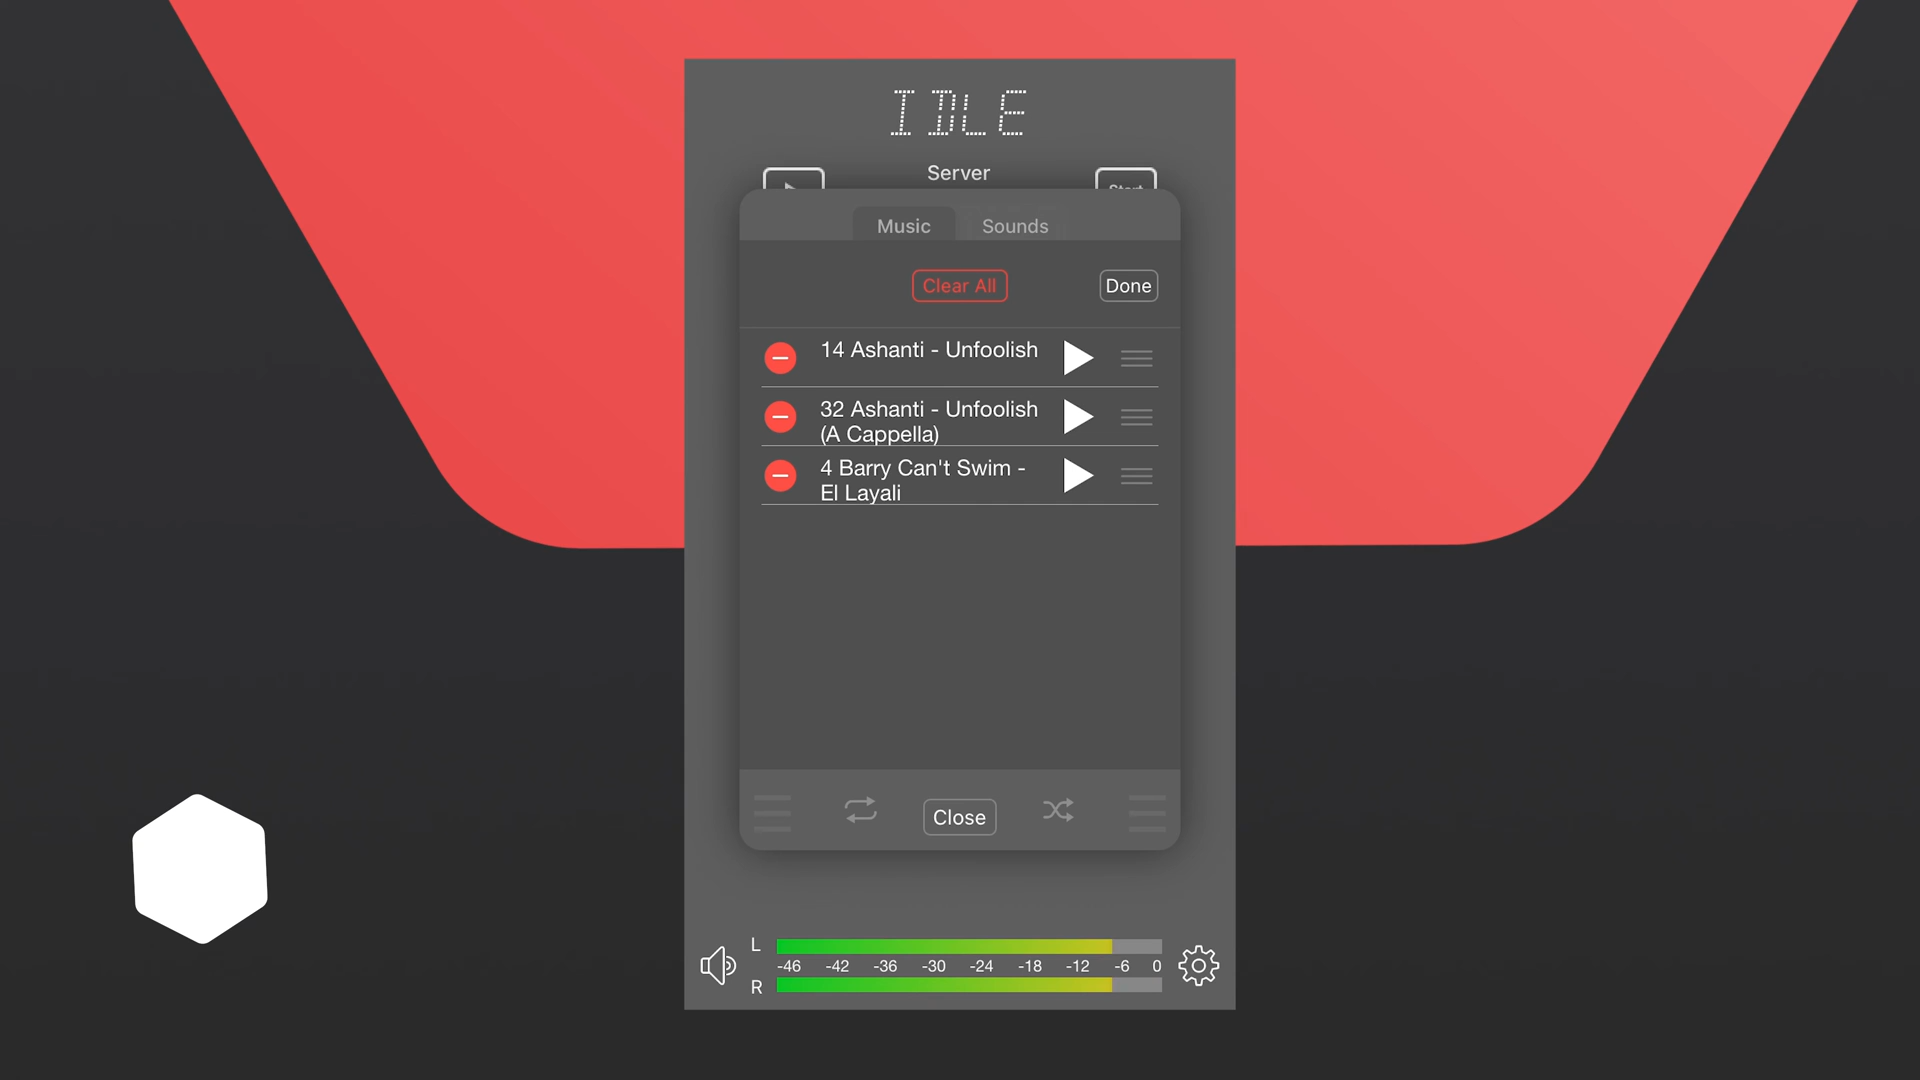 IDLE
Server
Music Sounds
Clear All Done
14 Ashanti - Unfoolish
32 Ashanti - Unfoolish
(A Cappella)
4 Barry Can't Swim -
El Layali
Close
L
-46 -42 -36 -30 -24 -18 -12 -6 0
R